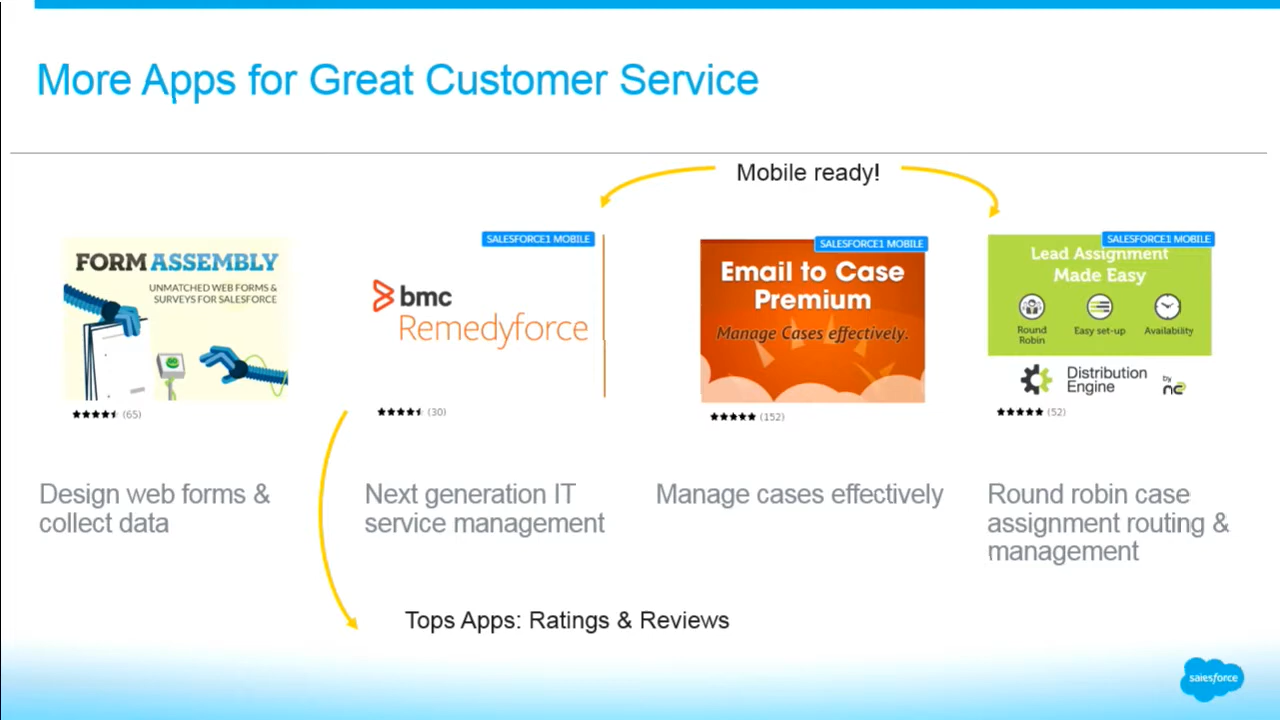 More Apps for Great Customer Service
Mobile ready!
FORM ASSEMBLY
UNMATCHED WEB FORMS &
SURVEYS FOR SALESFORCE
(65)
Design web forms &
collect data
SALESFORCE1 MOBILE
bmc
Remedyforce
(30)
Next generation IT
service management
SALESFORCE1 MOBILE
Email to Case
Premium
Manage Cases effectively.
(152)
Manage cases effectively
SALESFORCE1 MOBILE
Lead Assignment
Made Easy
Round
Robin
Easy set-up
Availability
Distribution
Engine
by
nc2
(52)
Round robin case
assignment routing &
management
Tops Apps: Ratings & Reviews
salesforce